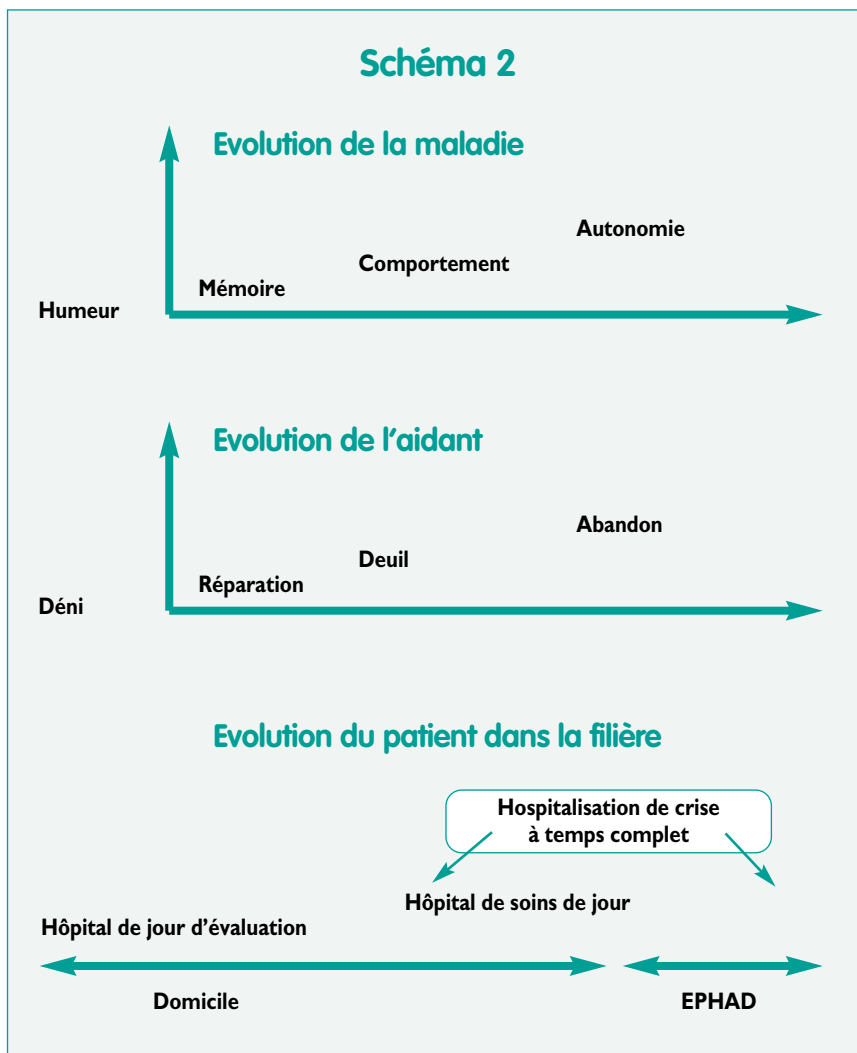 Schéma 2
Evolution de la maladie
Autonomie
Comportement
Mémoire
Humeur
Evolution de l'aidant
Abandon
Deuil
Réparation
Déni
Evolution du patient dans la filière
Hospitalisation de crise
à temps complet
Hôpital de soins de jour
Hôpital de jour d'évaluation
Domicile
EPHAD